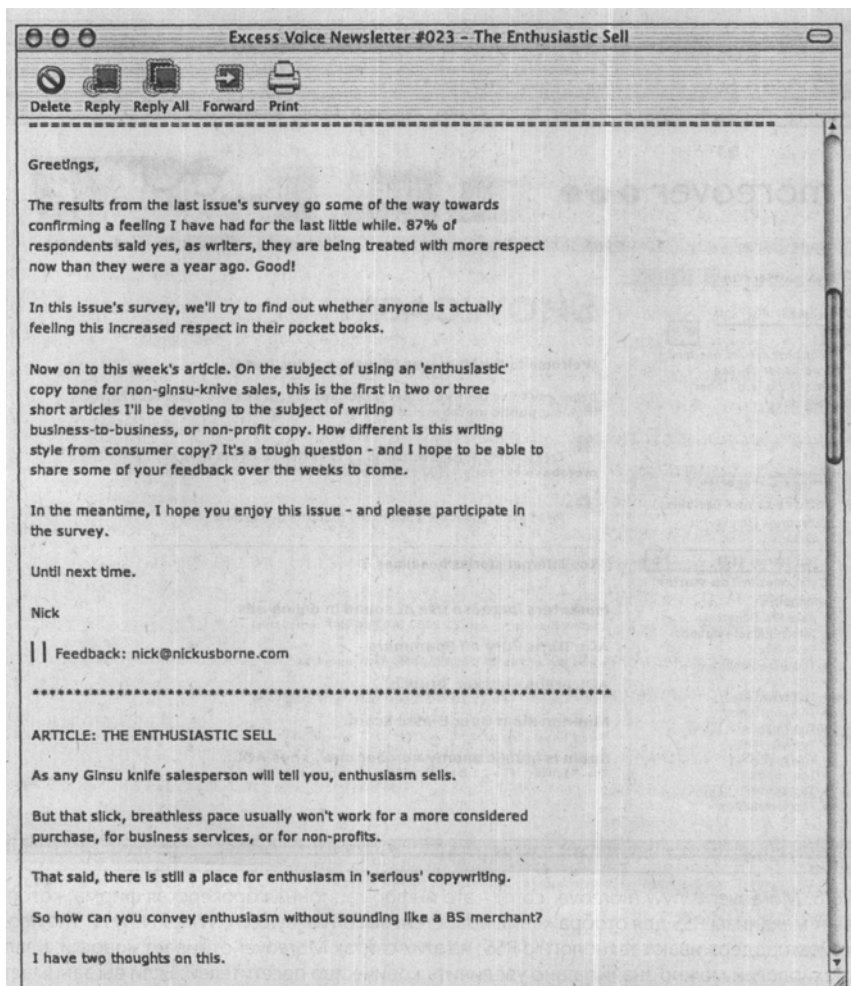 Excess Voice Newsletter #023 – The Enthusiastic Sell
Delete Reply Reply All Forward Print
Greetings,
The results from the last issue's survey go some of the way towards
confirming a feeling I have had for the last little while. 87% of
respondents said yes, as writers, they are being treated with more respect
now than they were a year ago. Good!
In this issue's survey, we'll try to find out whether anyone is actually
feeling this increased respect in their pocket books.
Now on to this week's article. On the subject of using an 'enthusiastic'
copy tone for non-ginsu-knive sales, this is the first in two or three
short articles I'll be devoting to the subject of writing
business-to-business, or non-profit copy. How different is this writing
style from consumer copy? It's a tough question - and I hope to be able to
share some of your feedback over the weeks to come.
In the meantime, I hope you enjoy this issue - and please participate in
the survey.
Until next time.
Nick
|| Feedback: nick@nickusborne.com
ARTICLE: THE ENTHUSIASTIC SELL
As any Ginsu knife salesperson will tell you, enthusiasm sells.
But that slick, breathless pace usually won't work for a more considered
purchase, for business services, or for non-profits.
That said, there is still a place for enthusiasm in 'serious' copywriting.
So how can you convey enthusiasm without sounding like a BS merchant?
I have two thoughts on this.